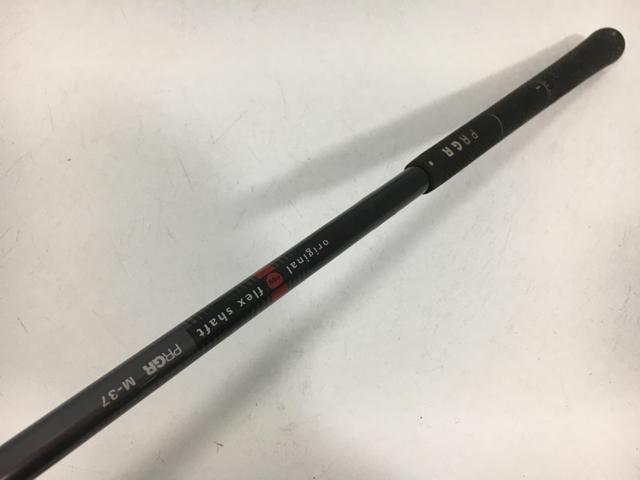 PRGR
original
flex shaft
PRGR M-37